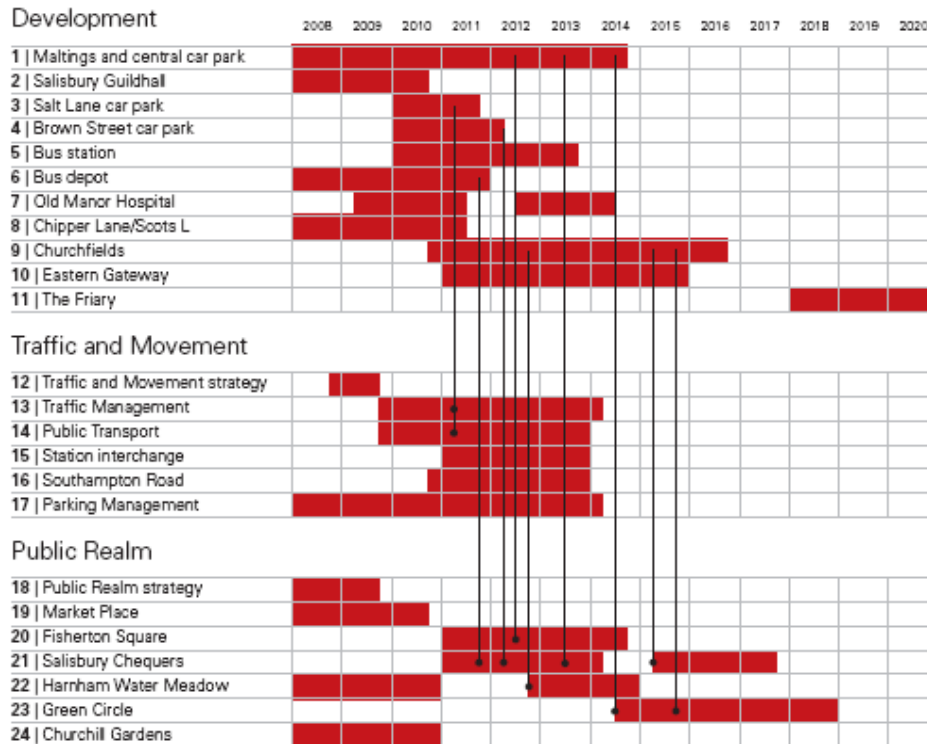 Development 2008 2009 2010 2011 2012 2013 2014 2015 2016 2017 2018 2019 2020
1 | Maltings and central car park
2 | Salisbury Guildhall
3 | Salt Lane car park
4 | Brown Street car park
5 | Bus station
6 | Bus depot
7 | Old Manor Hospital
8 | Chipper Lane/Scots L
9 | Churchfields
10 | Eastern Gateway
11 | The Friary
Traffic and Movement
12 | Traffic and Movement strategy
13 | Traffic Management
14 | Public Transport
15 | Station interchange
16 | Southampton Road
17 | Parking Management
Public Realm
18 | Public Realm strategy
19 | Market Place
20 | Fisherton Square
21 | Salisbury Chequers
22 | Harnham Water Meadow
23 | Green Circle
24 | Churchill Gardens